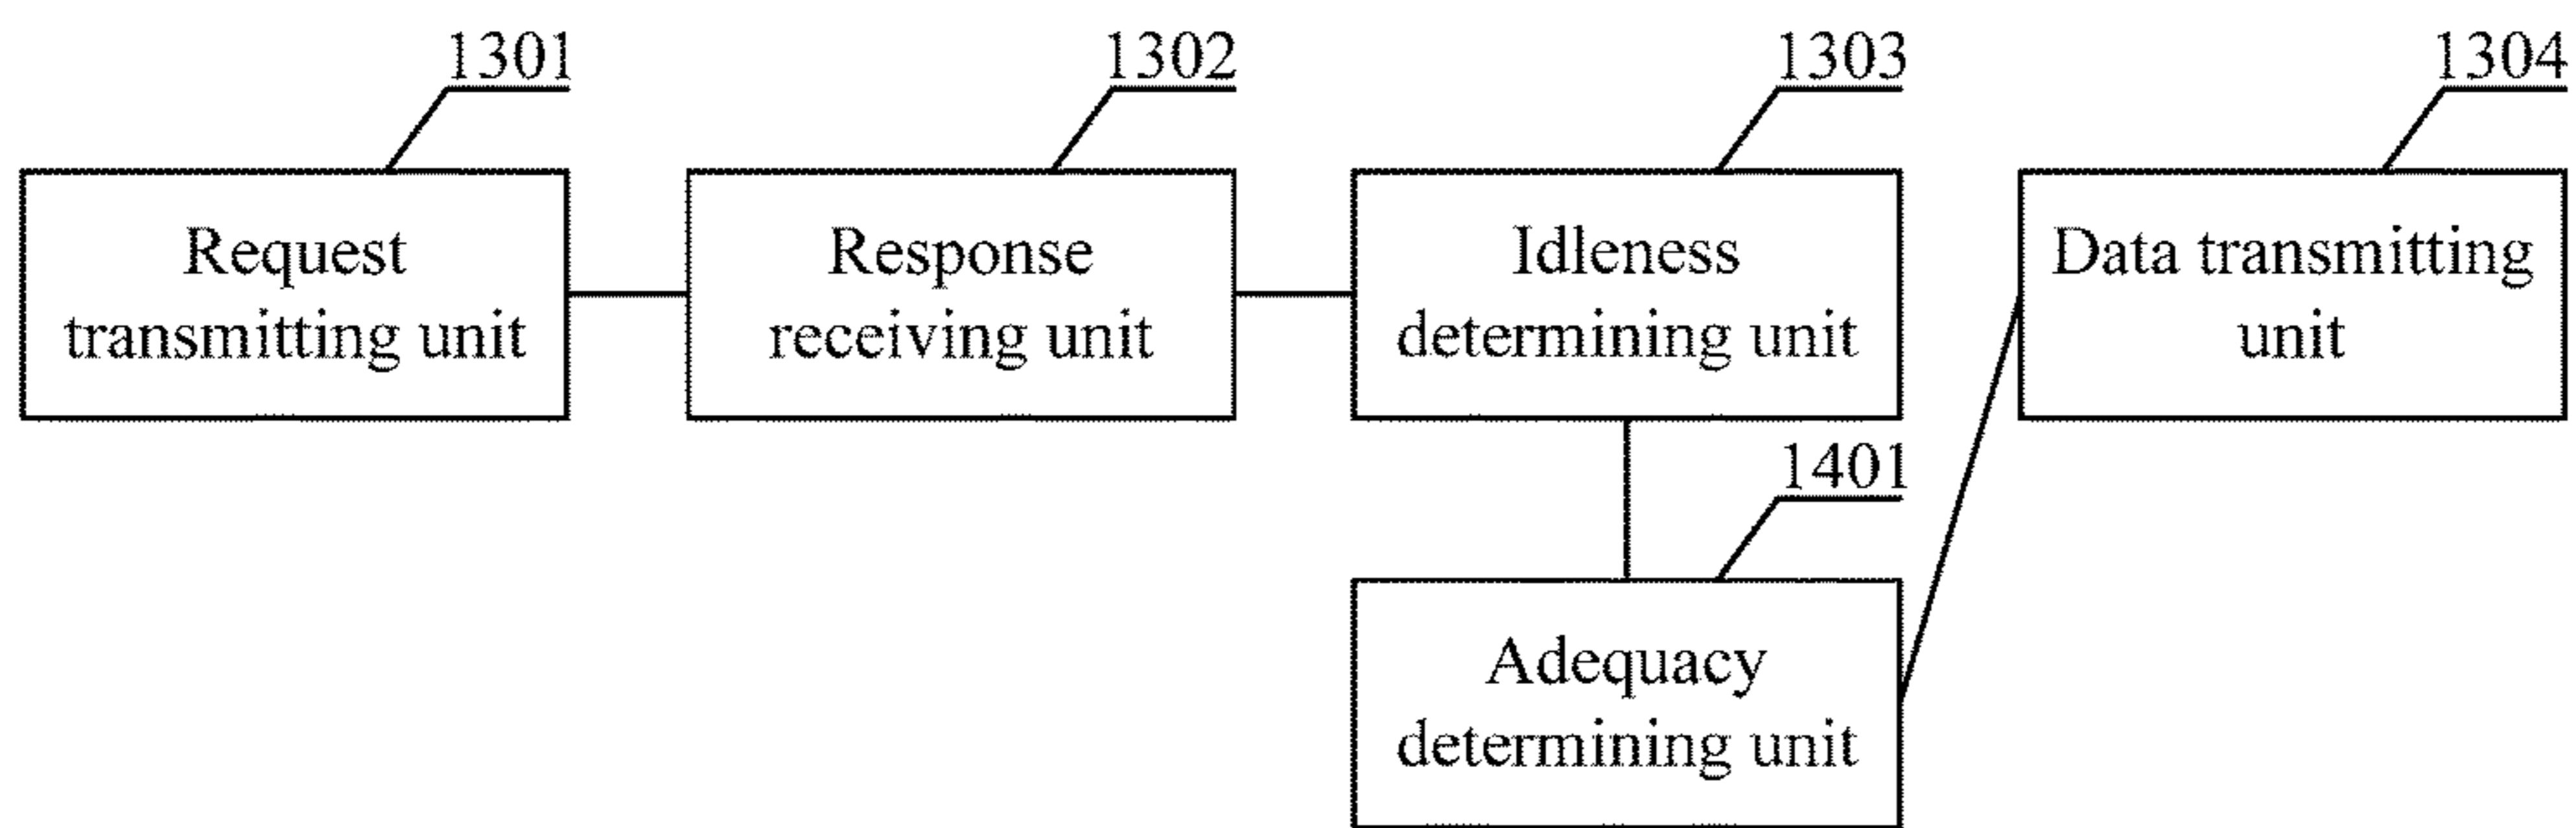 1301
1302
1303
1304
Request
transmitting unit
Response
receiving unit
Idleness
determining unit
Data transmitting
unit
1401
Adequacy
determining unit